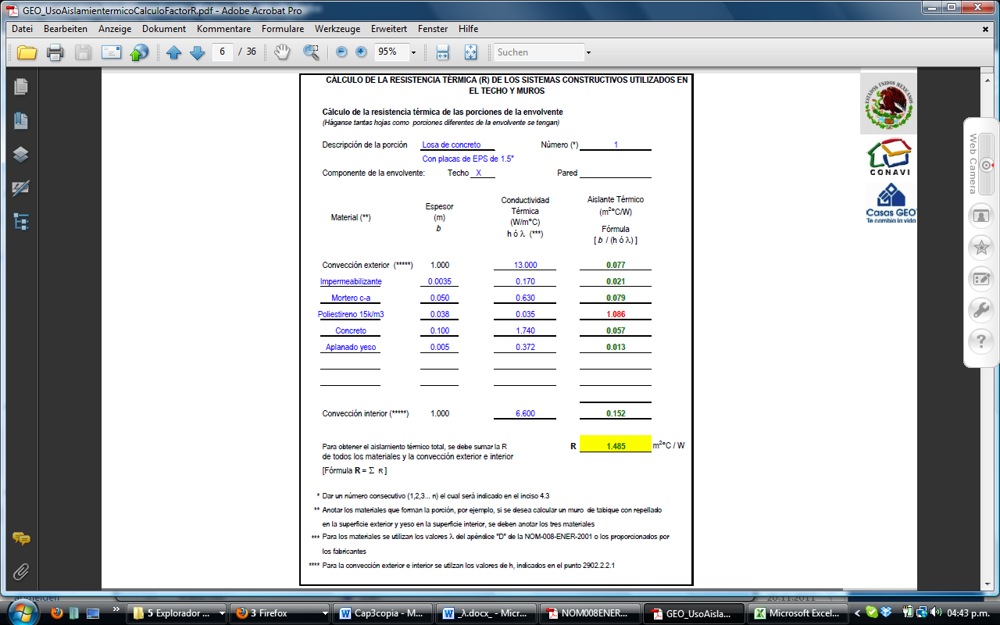 GEO_UsoAislamientermicoCalculoFactorR.pdf - Adobe Acrobat Pro
Datei Bearbeiten Anzeige Dokument Kommentare Formulare Werkzeuge Erweitert Fenster Hilfe
6 / 36 95% Suchen
CÁLCULO DE LA RESISTENCIA TÉRMICA (R) DE LOS SISTEMAS CONSTRUCTIVOS UTILIZADOS EN
EL TECHO Y MUROS
Cálculo de la resistencia térmica de las porciones de la envolvente
(Háganse tantas hojas como porciones diferentes de la envolvente se tengan)
Descripción de la porción Losa de concreto Número (*) 1
Con placas de EPS de 1.5"
Componente de la envolvente: Techo X Pared
Material (**)
Espesor
(m)
b
Conductividad
Térmica
(W/m°C)
h ó λ (***)
Aislante Térmico
(m²°C/W)
Fórmula
[ b / (h ó λ) ]
Convección exterior (*****) 1.000 13.000 0.077
Impermeabilizante 0.0035 0.170 0.021
Mortero c-a 0.050 0.630 0.079
Poliestireno 15k/m3 0.038 0.035 1.086
Concreto 0.100 1.740 0.057
Aplanado yeso 0.005 0.372 0.013
Convección interior (*****) 1.000 6.600 0.152
Para obtener el aislamiento térmico total, se debe sumar la R R 1.485 m²°C / W
de todos los materiales y la convección exterior e interior
[Fórmula R = Σ R ]
* Dar un número consecutivo (1,2,3... n) el cual será indicado en el inciso 4.3
** Anotar los materiales que forman la porción, por ejemplo, si se desea calcular un muro de tabique con repellado
en la superficie exterior y yeso en la superficie interior, se deben anotar los tres materiales
*** Para los materiales se utilizan los valores λ del apéndice "D" de la NOM-008-ENER-2001 o los proporcionados por
los fabricantes
**** Para la convección exterior e interior se utilzan los valores de h, indicados en el punto 2902.2.2.1
ESTADOS UNIDOS MEXICANOS
CONAVI
Casas GEO
Te cambia la vida
Web Camera
20.11.2011
5 Explorador ... 3 Firefox Cap3copia - M... _λ.docx_ - Micr... NOM008ENER... GEO_UsoAisla... Microsoft Excel... 04:43 p.m.